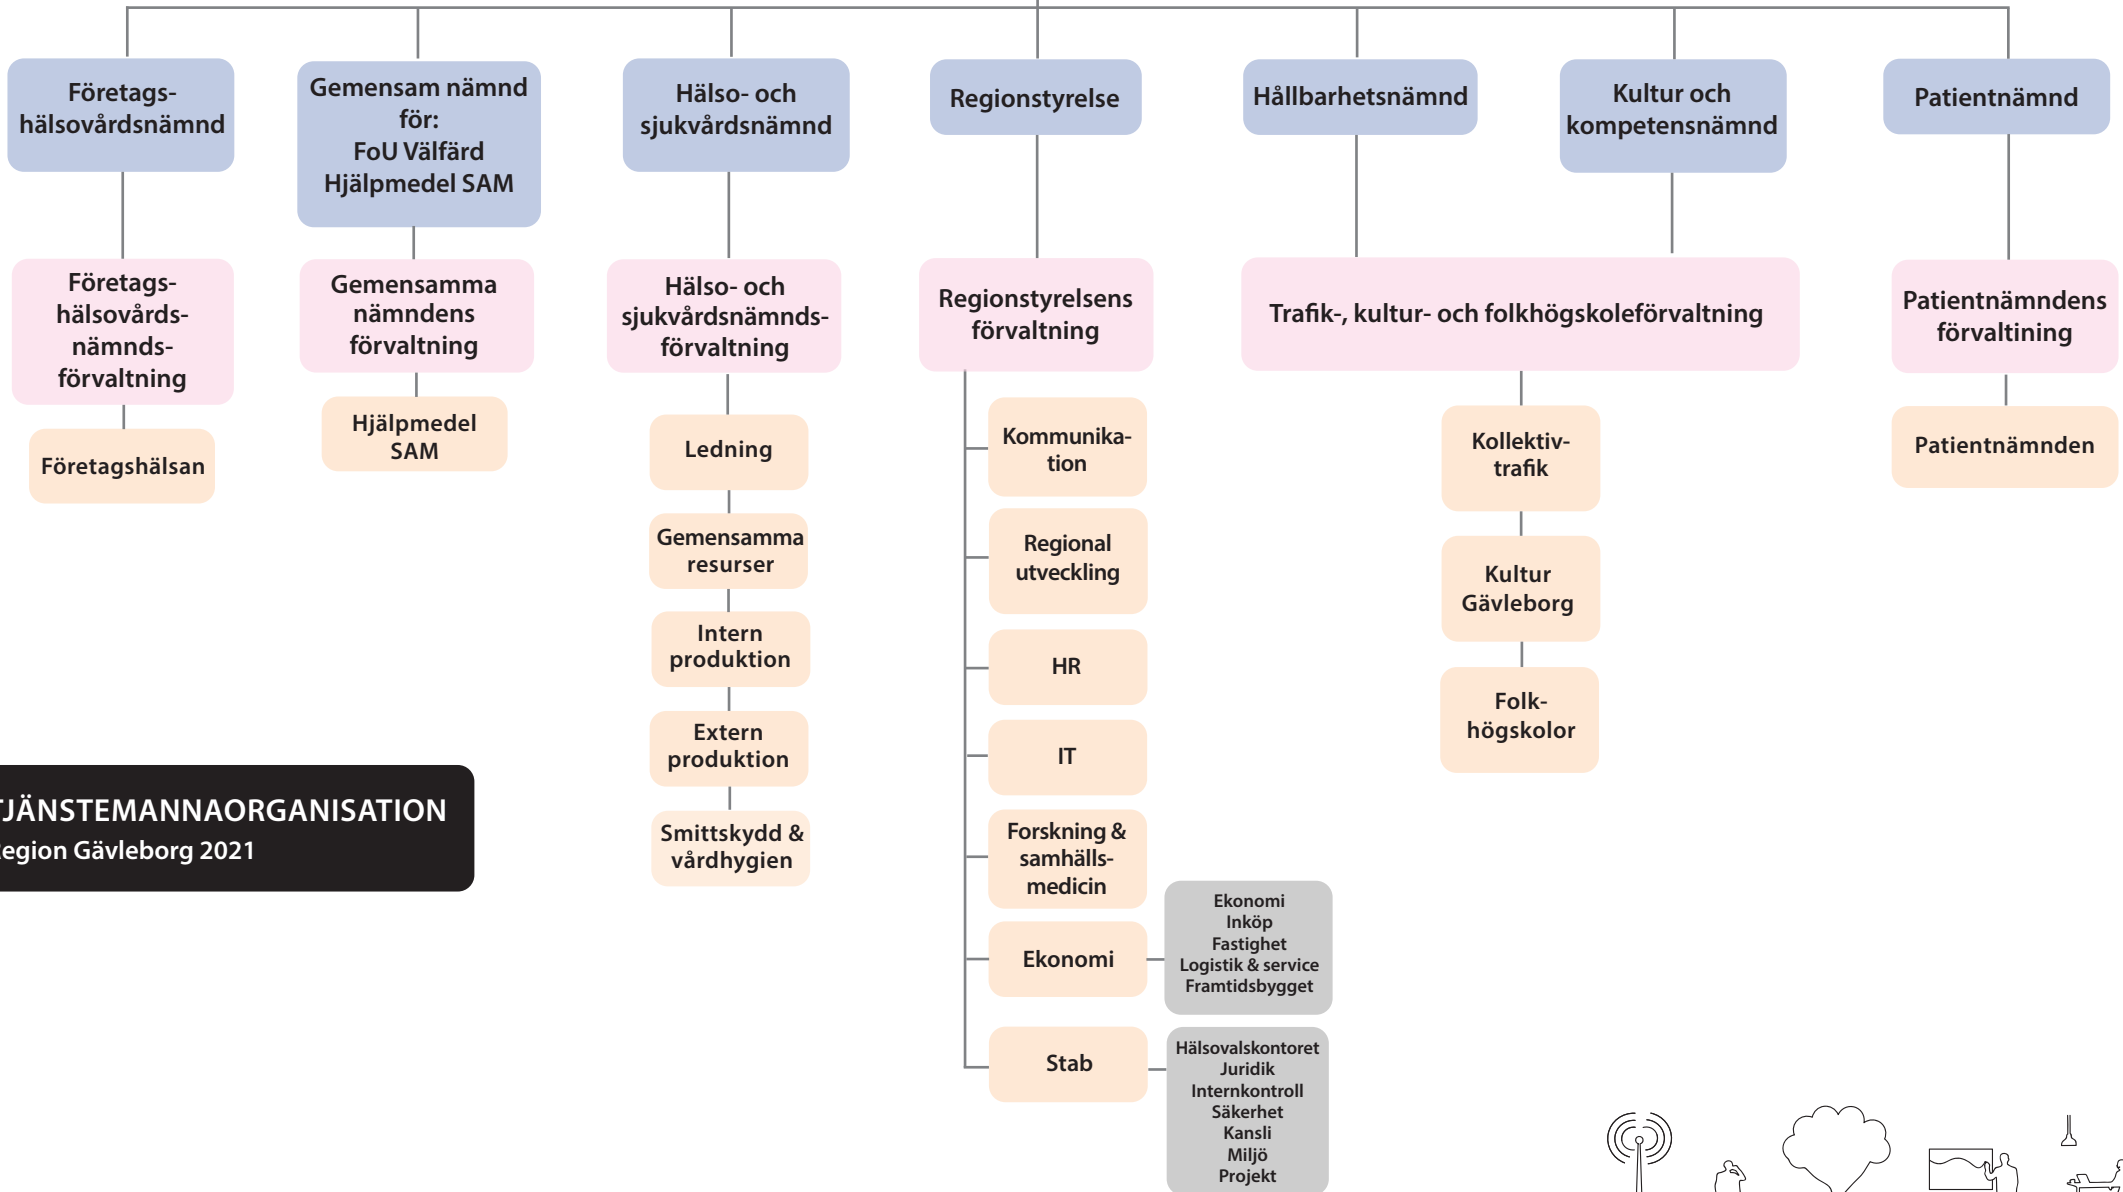 Företags-
hälsovårdsnämnd
Gemensam nämnd
för:
FoU Välfärd
Hjälpmedel SAM
Hälso- och
sjukvårdsnämnd
Regionstyrelse
Hållbarhetsnämnd
Kultur och
kompetensnämnd
Patientnämnd
Företags-
hälsovårds-
nämnds-
förvaltning
Gemensamma
nämndens
förvaltning
Hälso- och
sjukvårdsnämnds-
förvaltning
Regionstyrelsens
förvaltning
Trafik-, kultur- och folkhögskoleförvaltning
Patientnämndens
förvaltining
Företagshälsan
Hjälpmedel
SAM
Ledning
Gemensamma
resurser
Intern
produktion
Extern
produktion
Smittskydd &
vårdhygien
Kommunika-
tion
Regional
utveckling
HR
IT
Forskning &
samhälls-
medicin
Ekonomi
Stab
Ekonomi
Inköp
Fastighet
Logistik & service
Framtidsbygget
Hälsovalskontoret
Juridik
Internkontroll
Säkerhet
Kansli
Miljö
Projekt
Kollektiv-
trafik
Kultur
Gävleborg
Folk-
högskolor
Patientnämnden
TJÄNSTEMANNAORGANISATION
Region Gävleborg 2021